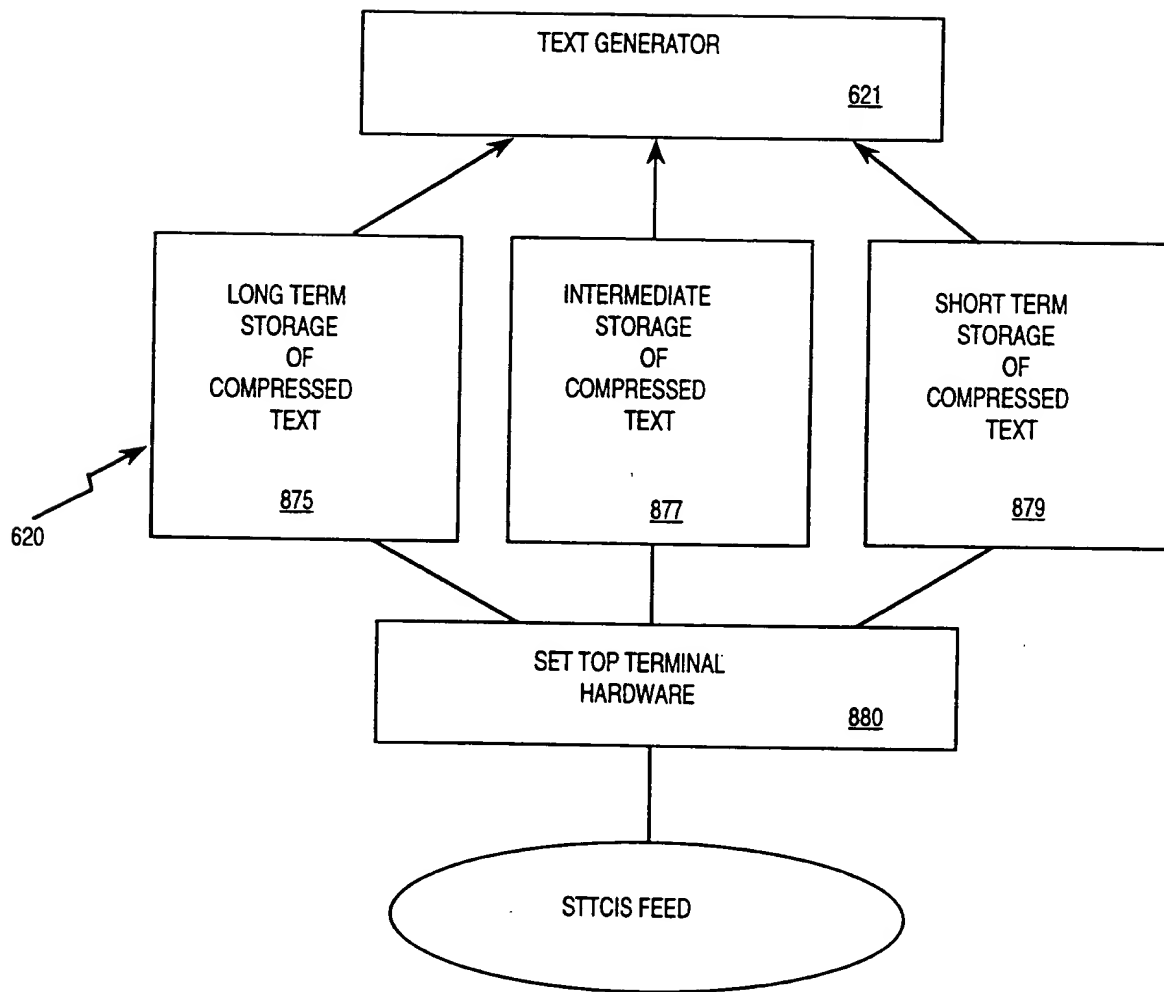 TEXT GENERATOR
621
LONG TERM
STORAGE
OF
COMPRESSED
TEXT
875
INTERMEDIATE
STORAGE
OF
COMPRESSED
TEXT
877
SHORT TERM
STORAGE
OF
COMPRESSED
TEXT
879
620
SET TOP TERMINAL
HARDWARE
880
STTCIS FEED